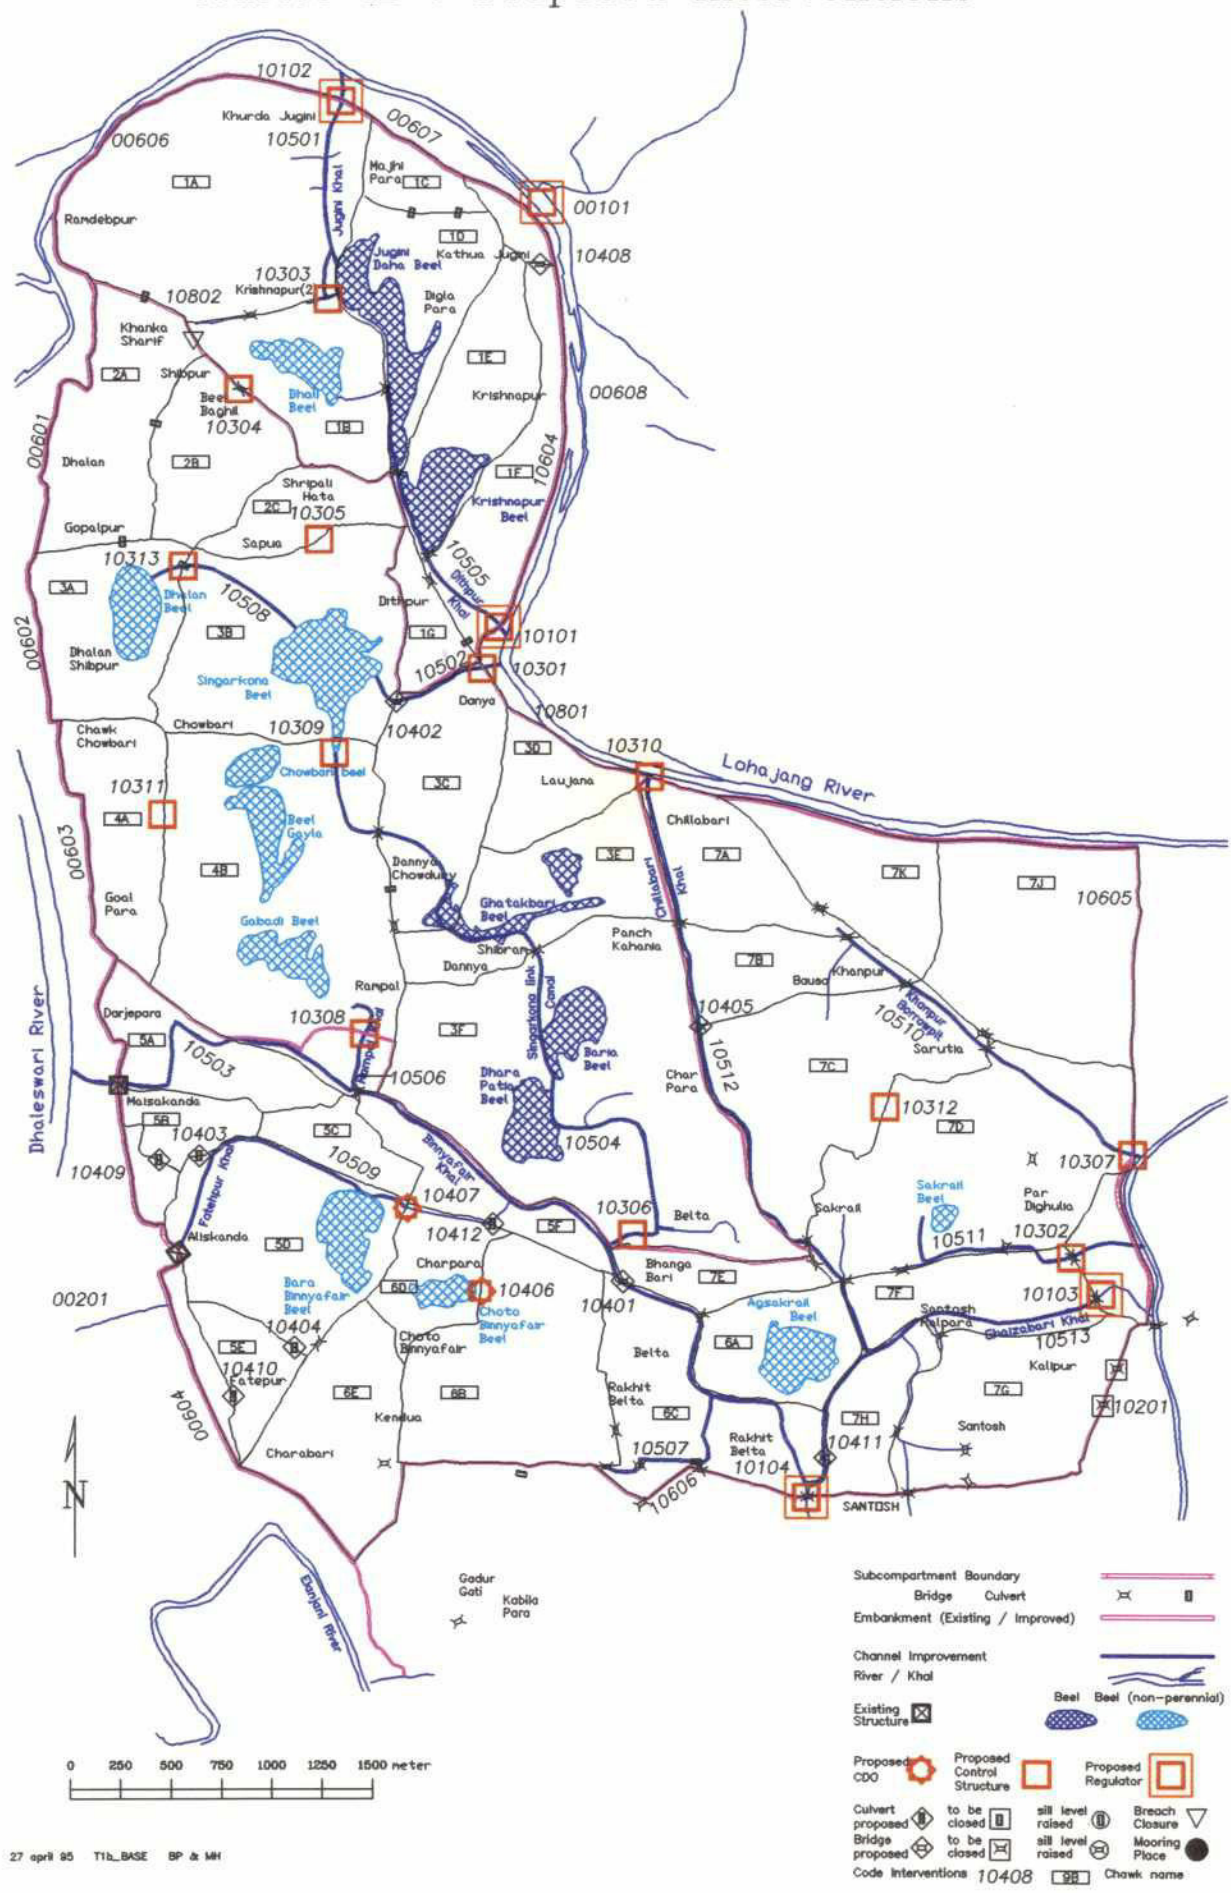 10102
Khurda Jugini
00607
00606
10501
Majhi
Para
1A
1C
00101
Ramdebpur
Jugini Khal
1D
Jugini
Daha Beel
Kathua Jugini
10408
10303
Krishnapur(2)
10802
Digla
Para
Khanka
Sharif
1E
2A
Shibpur
Beel
Baghil
Dhali
Beel
Krishnapur
00608
10304
1B
00601
10604
Dhalan
2B
1F
Shripali
Hata
2C
10305
Krishnapur
Beel
Gopalpur
Sapua
10313
10505
Dithpur
Khal
3A
Dhalan
Beel
10508
Dithpur
00602
3B
1G
10101
Dhalan
Shibpur
10502
10301
Singarkona
Beel
Danya
10801
Chawk
Chowbari
Chowbari
10309
10402
3D
10310
Lohajang River
Chowbari beel
3C
Laujana
10311
4A
Beel
Gayla
Chillabari
00603
Chillabari
Khal
3E
7A
4B
Dannya
Chowdury
7K
7J
10605
Goal
Para
Gabadi Beel
Ghatakbari
Beel
Panch
Kahania
Shibram
Dannya
7B
Bausa
Khanpur
Rampal
Dhaleswari River
Darjepara
10308
Singarkona link
Canal
10405
Khanpur
Borrowpit
10510
5A
10503
3F
Baria
Beel
10512
Sarutia
10506
Dhara
Patia
Beel
Char
Para
7C
Maisakanda
10312
5B
7D
10403
5C
10504
10409
10509
Binnyafair
Khal
10307
Fatehpur Khal
10407
Sakrail
Beel
Par
Dighulia
10306
10412
5F
Belta
Sakrail
10302
Aliskanda
5D
10511
Charpara
Bhanga
Bari
7E
00201
Bara
Binnyafair
Beel
6D
10406
10401
7F
10103
Choto
Binnyafair
Beel
Agsakrail
Beel
Santosh
Palpara
Ghaizabari Khal
10404
Choto
Binnyafair
10513
5E
Belta
6A
Kalipur
10410
Fatepur
Rakhit
Belta
7G
6E
6B
10201
00604
6C
7H
Kendua
Rakhit
Belta
Santosh
10411
Charabari
10507
10104
N
10606
SANTOSH
Elanjani River
Gadur
Gati
Kabila
Para
Subcompartment Boundary
Bridge Culvert
Embankment (Existing / Improved)
Channel Improvement
River / Khal
Existing
Structure
Beel Beel (non-perennial)
Proposed
CDO
Proposed
Control
Structure
Proposed
Regulator
Culvert
proposed
to be
closed
sill level
raised
Breach
Closure
Bridge
proposed
to be
closed
sill level
raised
Mooring
Place
Code Interventions 10408 9B Chawk name
0 250 500 750 1000 1250 1500 meter
27 april 95 T1b_BASE BP & MH